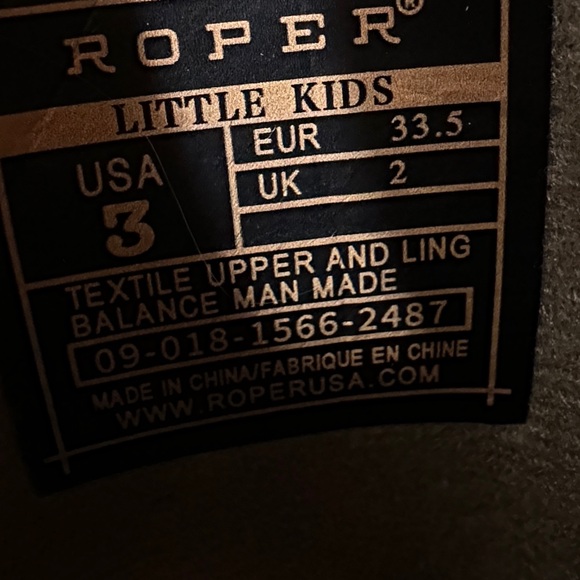 ROPER®
LITTLE KIDS
USA
3
EUR 33.5
UK 2
TEXTILE UPPER AND LING
BALANCE MAN MADE
09-018-1566-2487
MADE IN CHINA/FABRIQUE EN CHINE
WWW.ROPERUSA.COM